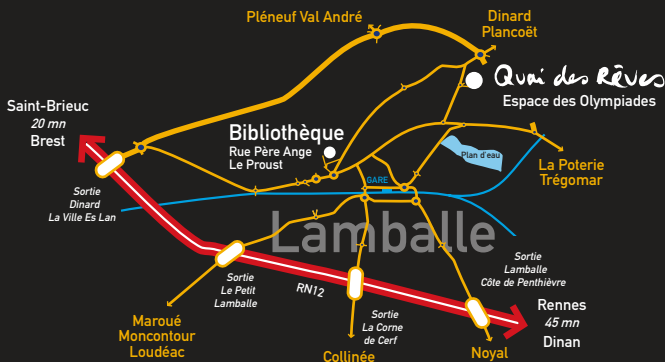 Pléneuf Val André
Dinard
Plancoët
Quai des Rêves
Espace des Olympiades
Saint-Brieuc
20 mn
Brest
Bibliothèque
Rue Père Ange
Le Proust
Plan d'eau
La Poterie
Trégomar
GARE
Sortie
Dinard
La Ville Es Lan
Lamballe
Sortie
Le Petit
Lamballe
RN12
Sortie
La Corne
de Cerf
Sortie
Lamballe
Côte de Penthièvre
Rennes
45 mn
Dinan
Maroué
Moncontour
Loudéac
Collinée
Noyal